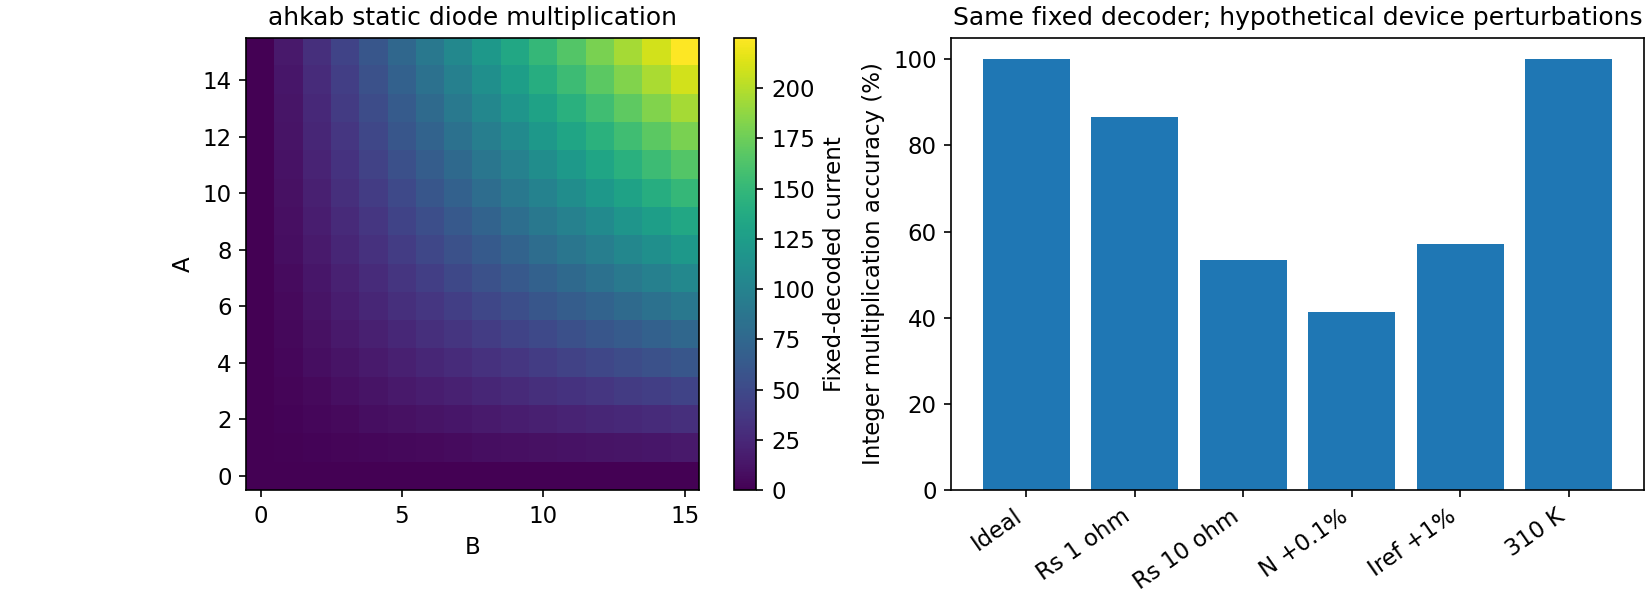 ahkab static diode multiplication
A
14
12
10
8
6
4
2
0
0 5 10 15
B
200
175
150
125
100
75
50
25
0
Fixed-decoded current
Same fixed decoder; hypothetical device perturbations
Integer multiplication accuracy (%)
100
80
60
40
20
0
Ideal
Rs 1 ohm
Rs 10 ohm
N +0.1%
Iref +1%
310 K